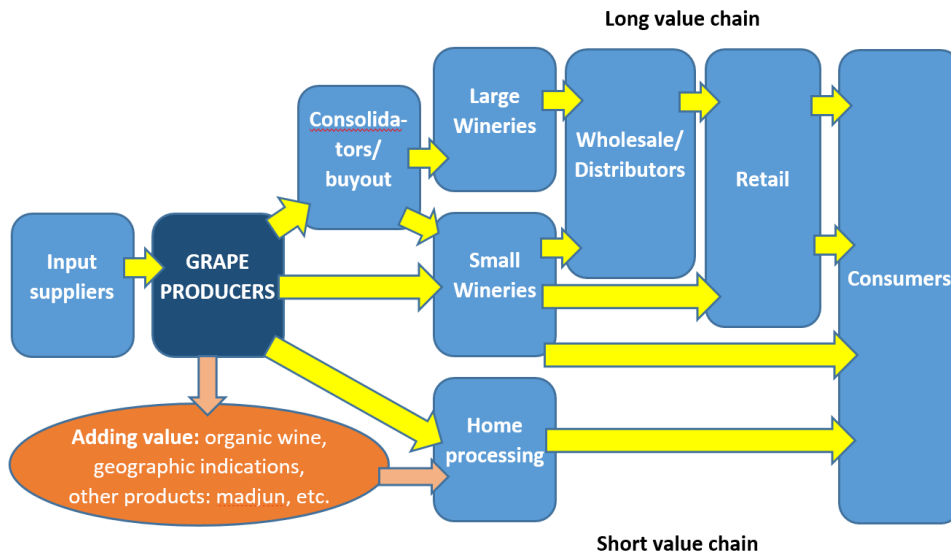 Long value chain
Consolida-
tors/
buyout
Large
Wineries
Wholesale/
Distributors
Retail
Input
suppliers
GRAPE
PRODUCERS
Small
Wineries
Consumers
Adding value: organic wine,
geographic indications,
other products: madjun, etc.
Home
processing
Short value chain